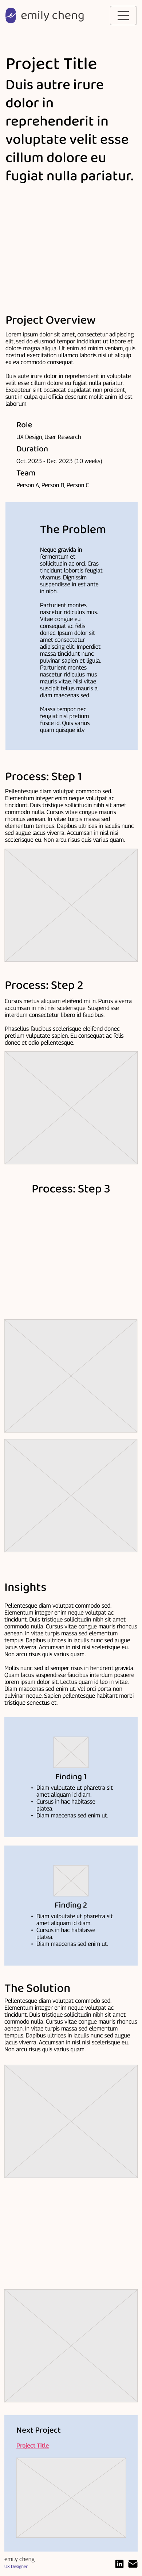 emily cheng
Project Title
Duis autre irure
dolor in
reprehenderit in
voluptate velit esse
cillum dolore eu
fugiat nulla pariatur.
Project Overview
Lorem ipsum dolor sit amet, consectetur adipiscing
elit, sed do eiusmod tempor incididunt ut labore et
dolore magna aliqua. Ut enim ad minim veniam, quis
nostrud exercitation ullamco laboris nisi ut aliquip
ex ea commodo consequat.
Duis aute irure dolor in reprehenderit in voluptate
velit esse cillum dolore eu fugiat nulla pariatur.
Excepteur sint occaecat cupidatat non proident,
sunt in culpa qui officia deserunt mollit anim id est
laborum.
Role
UX Design, User Research
Duration
Oct. 2023 - Dec. 2023 (10 weeks)
Team
Person A, Person B, Person C
The Problem
Neque gravida in
fermentum et
sollicitudin ac orci. Cras
tincidunt lobortis feugiat
vivamus. Dignissim
suspendisse in est ante
in nibh.
Parturient montes
nascetur ridiculus mus.
Vitae congue eu
consequat ac felis
donec. Ipsum dolor sit
amet consectetur
adipiscing elit. Imperdiet
massa tincidunt nunc
pulvinar sapien et ligula.
Parturient montes
nascetur ridiculus mus
mauris vitae. Nisi vitae
suscipit tellus mauris a
diam maecenas sed.
Massa tempor nec
feugiat nisl pretium
fusce id. Quis varius
quam quisque id.v
Process: Step 1
Pellentesque diam volutpat commodo sed.
Elementum integer enim neque volutpat ac
tincidunt. Duis tristique sollicitudin nibh sit amet
commodo nulla. Cursus vitae congue mauris
rhoncus aenean. In vitae turpis massa sed
elementum tempus. Dapibus ultrices in iaculis nunc
sed augue lacus viverra. Accumsan in nisl nisi
scelerisque eu. Non arcu risus quis varius quam.
Process: Step 2
Cursus metus aliquam eleifend mi in. Purus viverra
accumsan in nisl nisi scelerisque. Suspendisse
interdum consectetur libero id faucibus.
Phasellus faucibus scelerisque eleifend donec
pretium vulputate sapien. Eu consequat ac felis
donec et odio pellentesque.
Process: Step 3
Insights
Pellentesque diam volutpat commodo sed.
Elementum integer enim neque volutpat ac
tincidunt. Duis tristique sollicitudin nibh sit amet
commodo nulla. Cursus vitae congue mauris rhoncus
aenean. In vitae turpis massa sed elementum
tempus. Dapibus ultrices in iaculis nunc sed augue
lacus viverra. Accumsan in nisl nisi scelerisque eu.
Non arcu risus quis varius quam.
Mollis nunc sed id semper risus in hendrerit gravida.
Quam lacus suspendisse faucibus interdum posuere
lorem ipsum dolor sit. Lectus quam id leo in vitae.
Diam maecenas sed enim ut. Vel orci porta non
pulvinar neque. Sapien pellentesque habitant morbi
tristique senectus et.
Finding 1
• Diam vulputate ut pharetra sit
amet aliquam id diam.
• Cursus in hac habitasse
platea.
• Diam maecenas sed enim ut.
Finding 2
• Diam vulputate ut pharetra sit
amet aliquam id diam.
• Cursus in hac habitasse
platea.
• Diam maecenas sed enim ut.
The Solution
Pellentesque diam volutpat commodo sed.
Elementum integer enim neque volutpat ac
tincidunt. Duis tristique sollicitudin nibh sit amet
commodo nulla. Cursus vitae congue mauris rhoncus
aenean. In vitae turpis massa sed elementum
tempus. Dapibus ultrices in iaculis nunc sed augue
lacus viverra. Accumsan in nisl nisi scelerisque eu.
Non arcu risus quis varius quam.
Next Project
Project Title
emily cheng
UX Designer